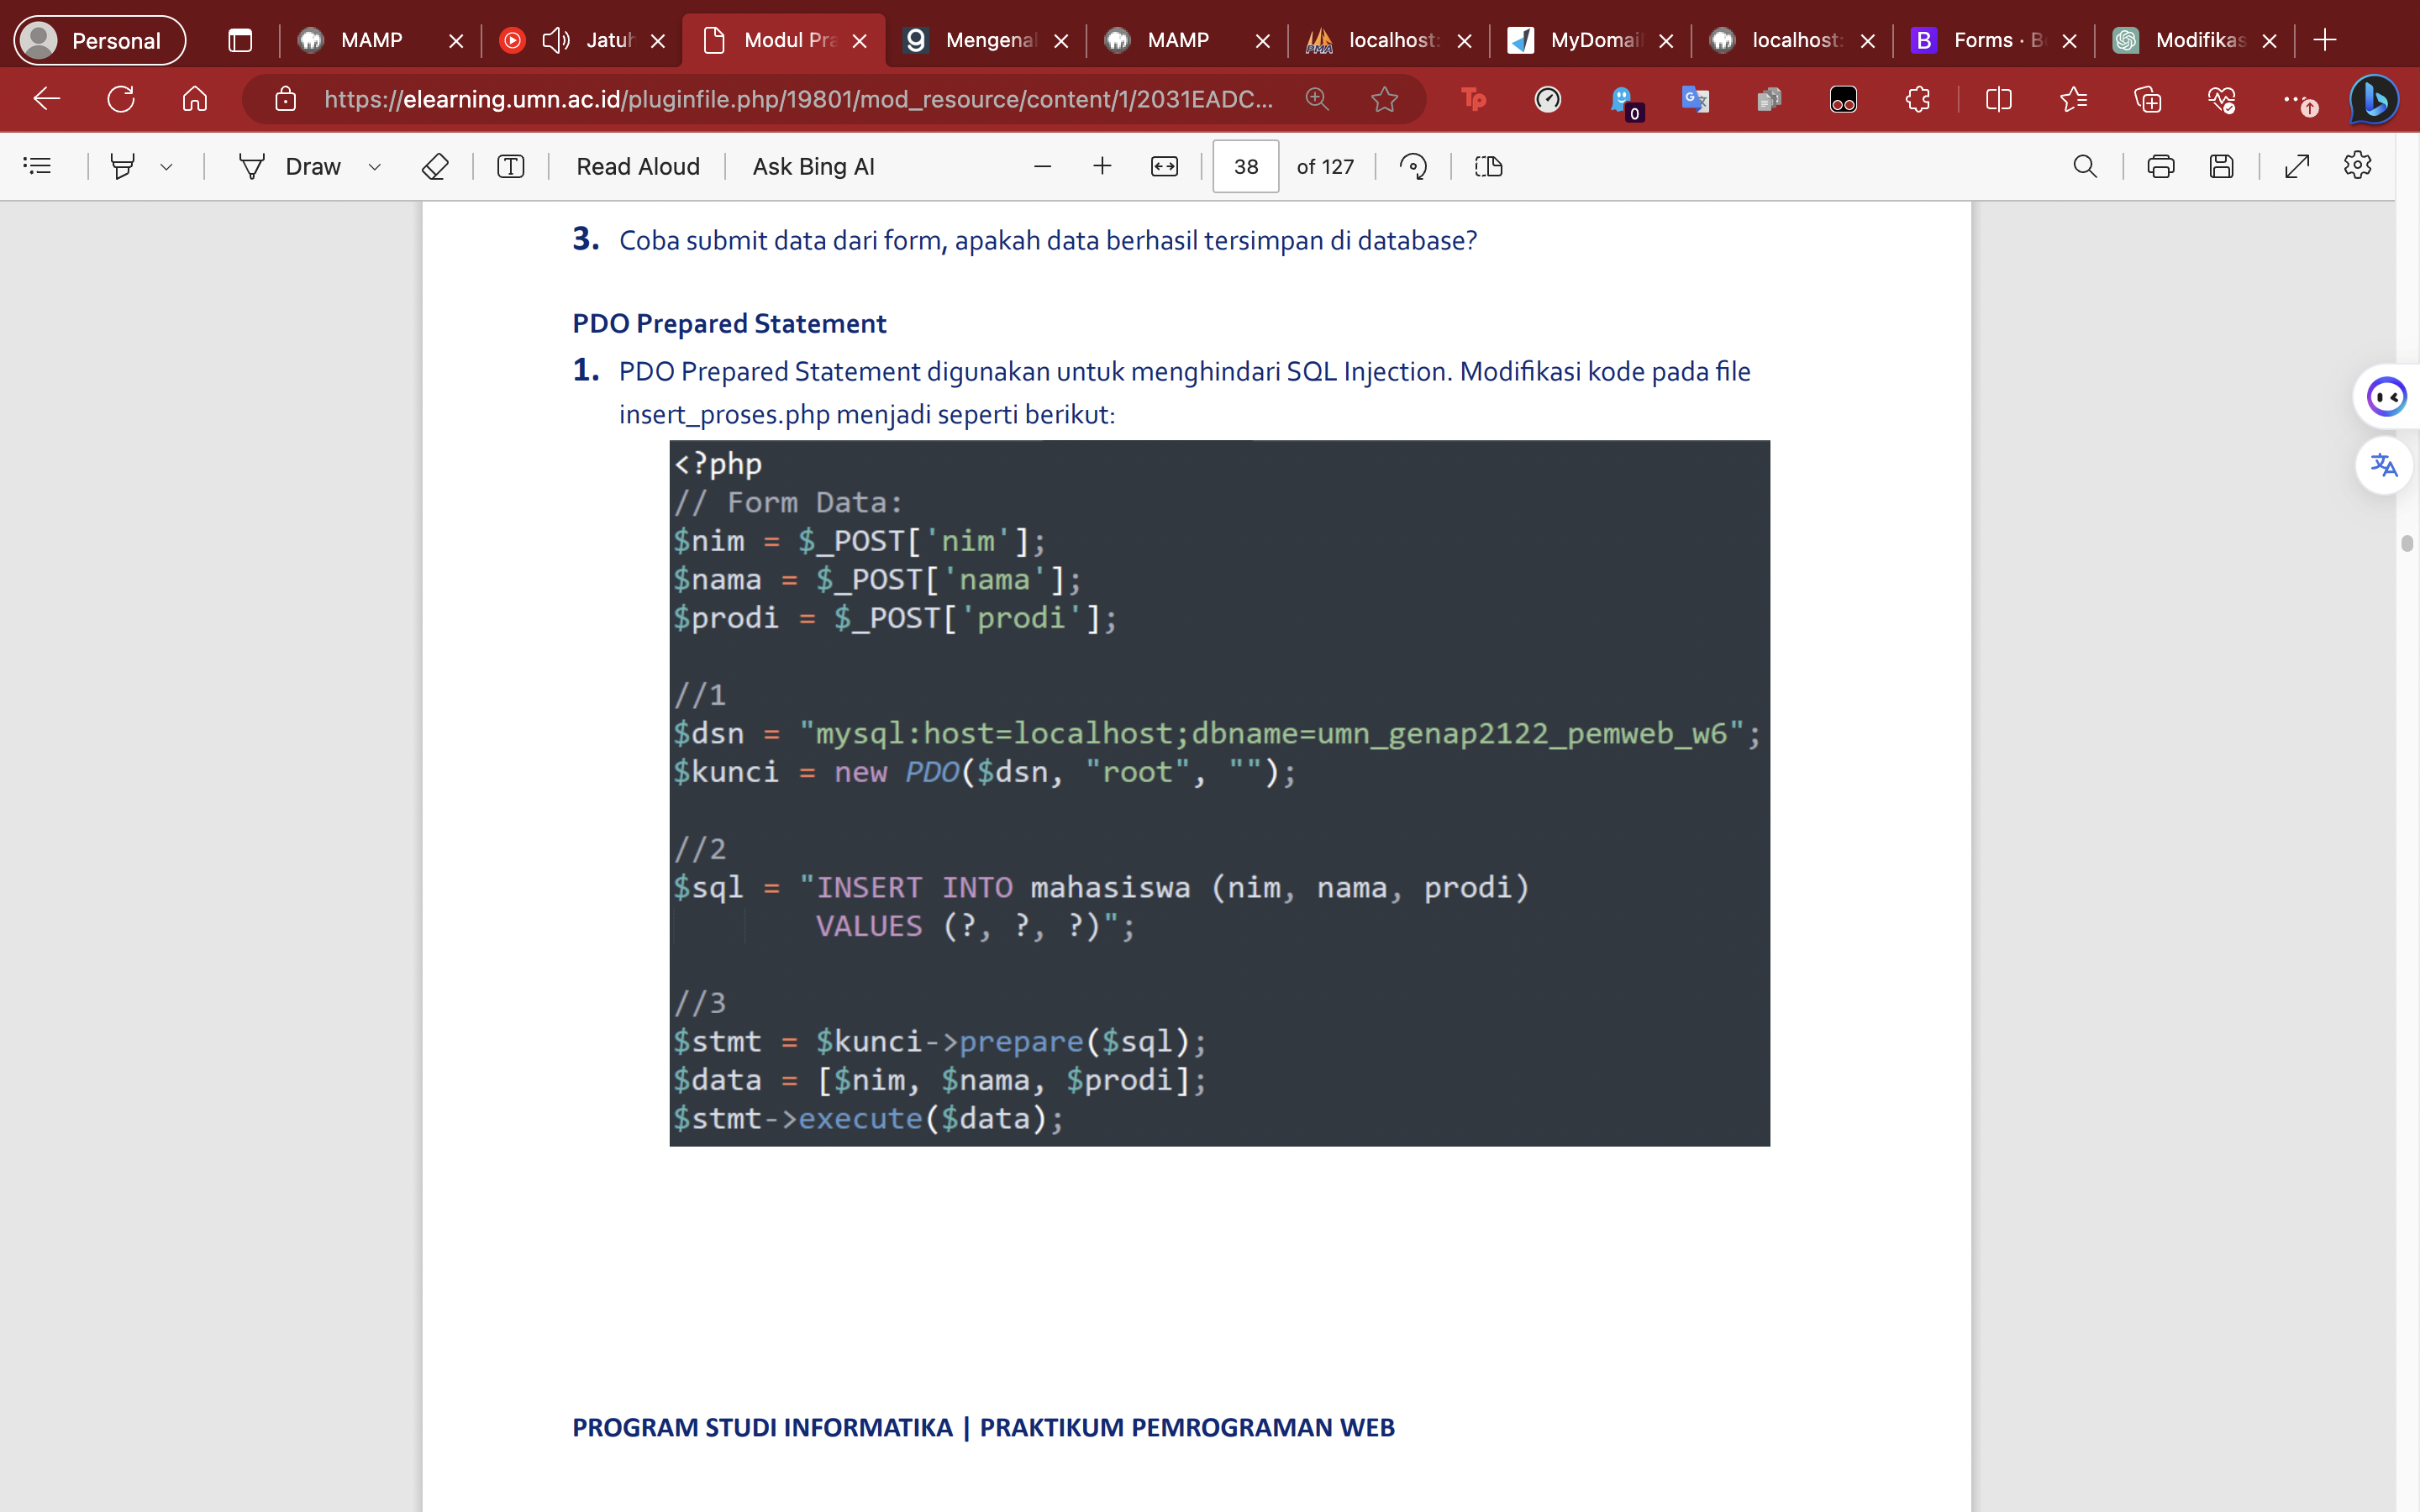 Personal
MAMP
Jatuh
Modul Pra
Mengenal
MAMP
localhost:
MyDomai
localhost:
Forms · B
Modifikas
https://elearning.umn.ac.id/pluginfile.php/19801/mod_resource/content/1/2031EADC...
0
Draw
Read Aloud
Ask Bing AI
38
of 127
3. Coba submit data dari form, apakah data berhasil tersimpan di database?
PDO Prepared Statement
1. PDO Prepared Statement digunakan untuk menghindari SQL Injection. Modifikasi kode pada file
insert_proses.php menjadi seperti berikut:
<?php
// Form Data:
$nim = $_POST['nim'];
$nama = $_POST['nama'];
$prodi = $_POST['prodi'];
//1
$dsn = "mysql:host=localhost;dbname=umn_genap2122_pemweb_w6";
$kunci = new PDO($dsn, "root", "");
//2
$sql = "INSERT INTO mahasiswa (nim, nama, prodi)
VALUES (?, ?, ?)";
//3
$stmt = $kunci->prepare($sql);
$data = [$nim, $nama, $prodi];
$stmt->execute($data);
PROGRAM STUDI INFORMATIKA | PRAKTIKUM PEMROGRAMAN WEB